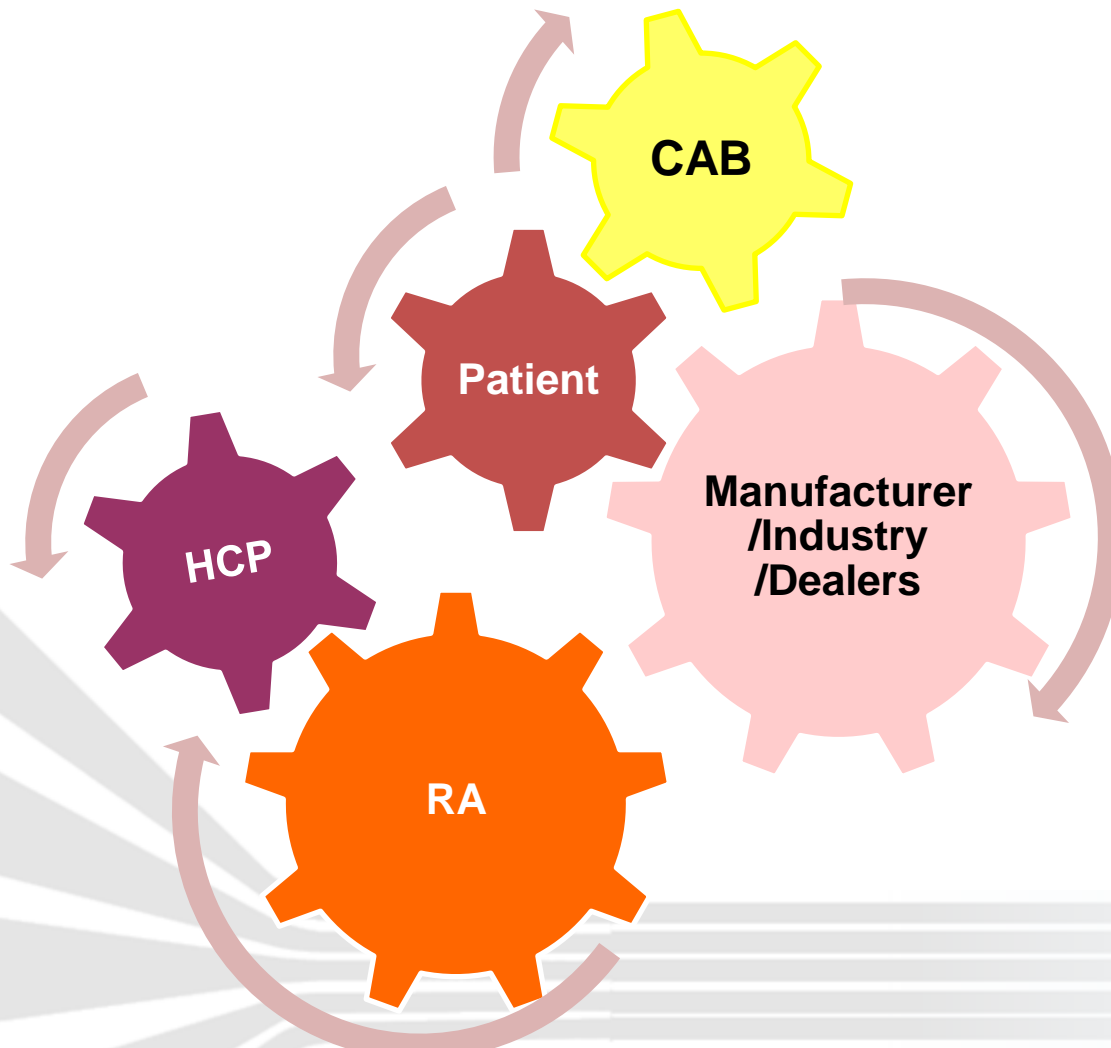 CAB
Patient
Manufacturer
/Industry
/Dealers
HCP
RA